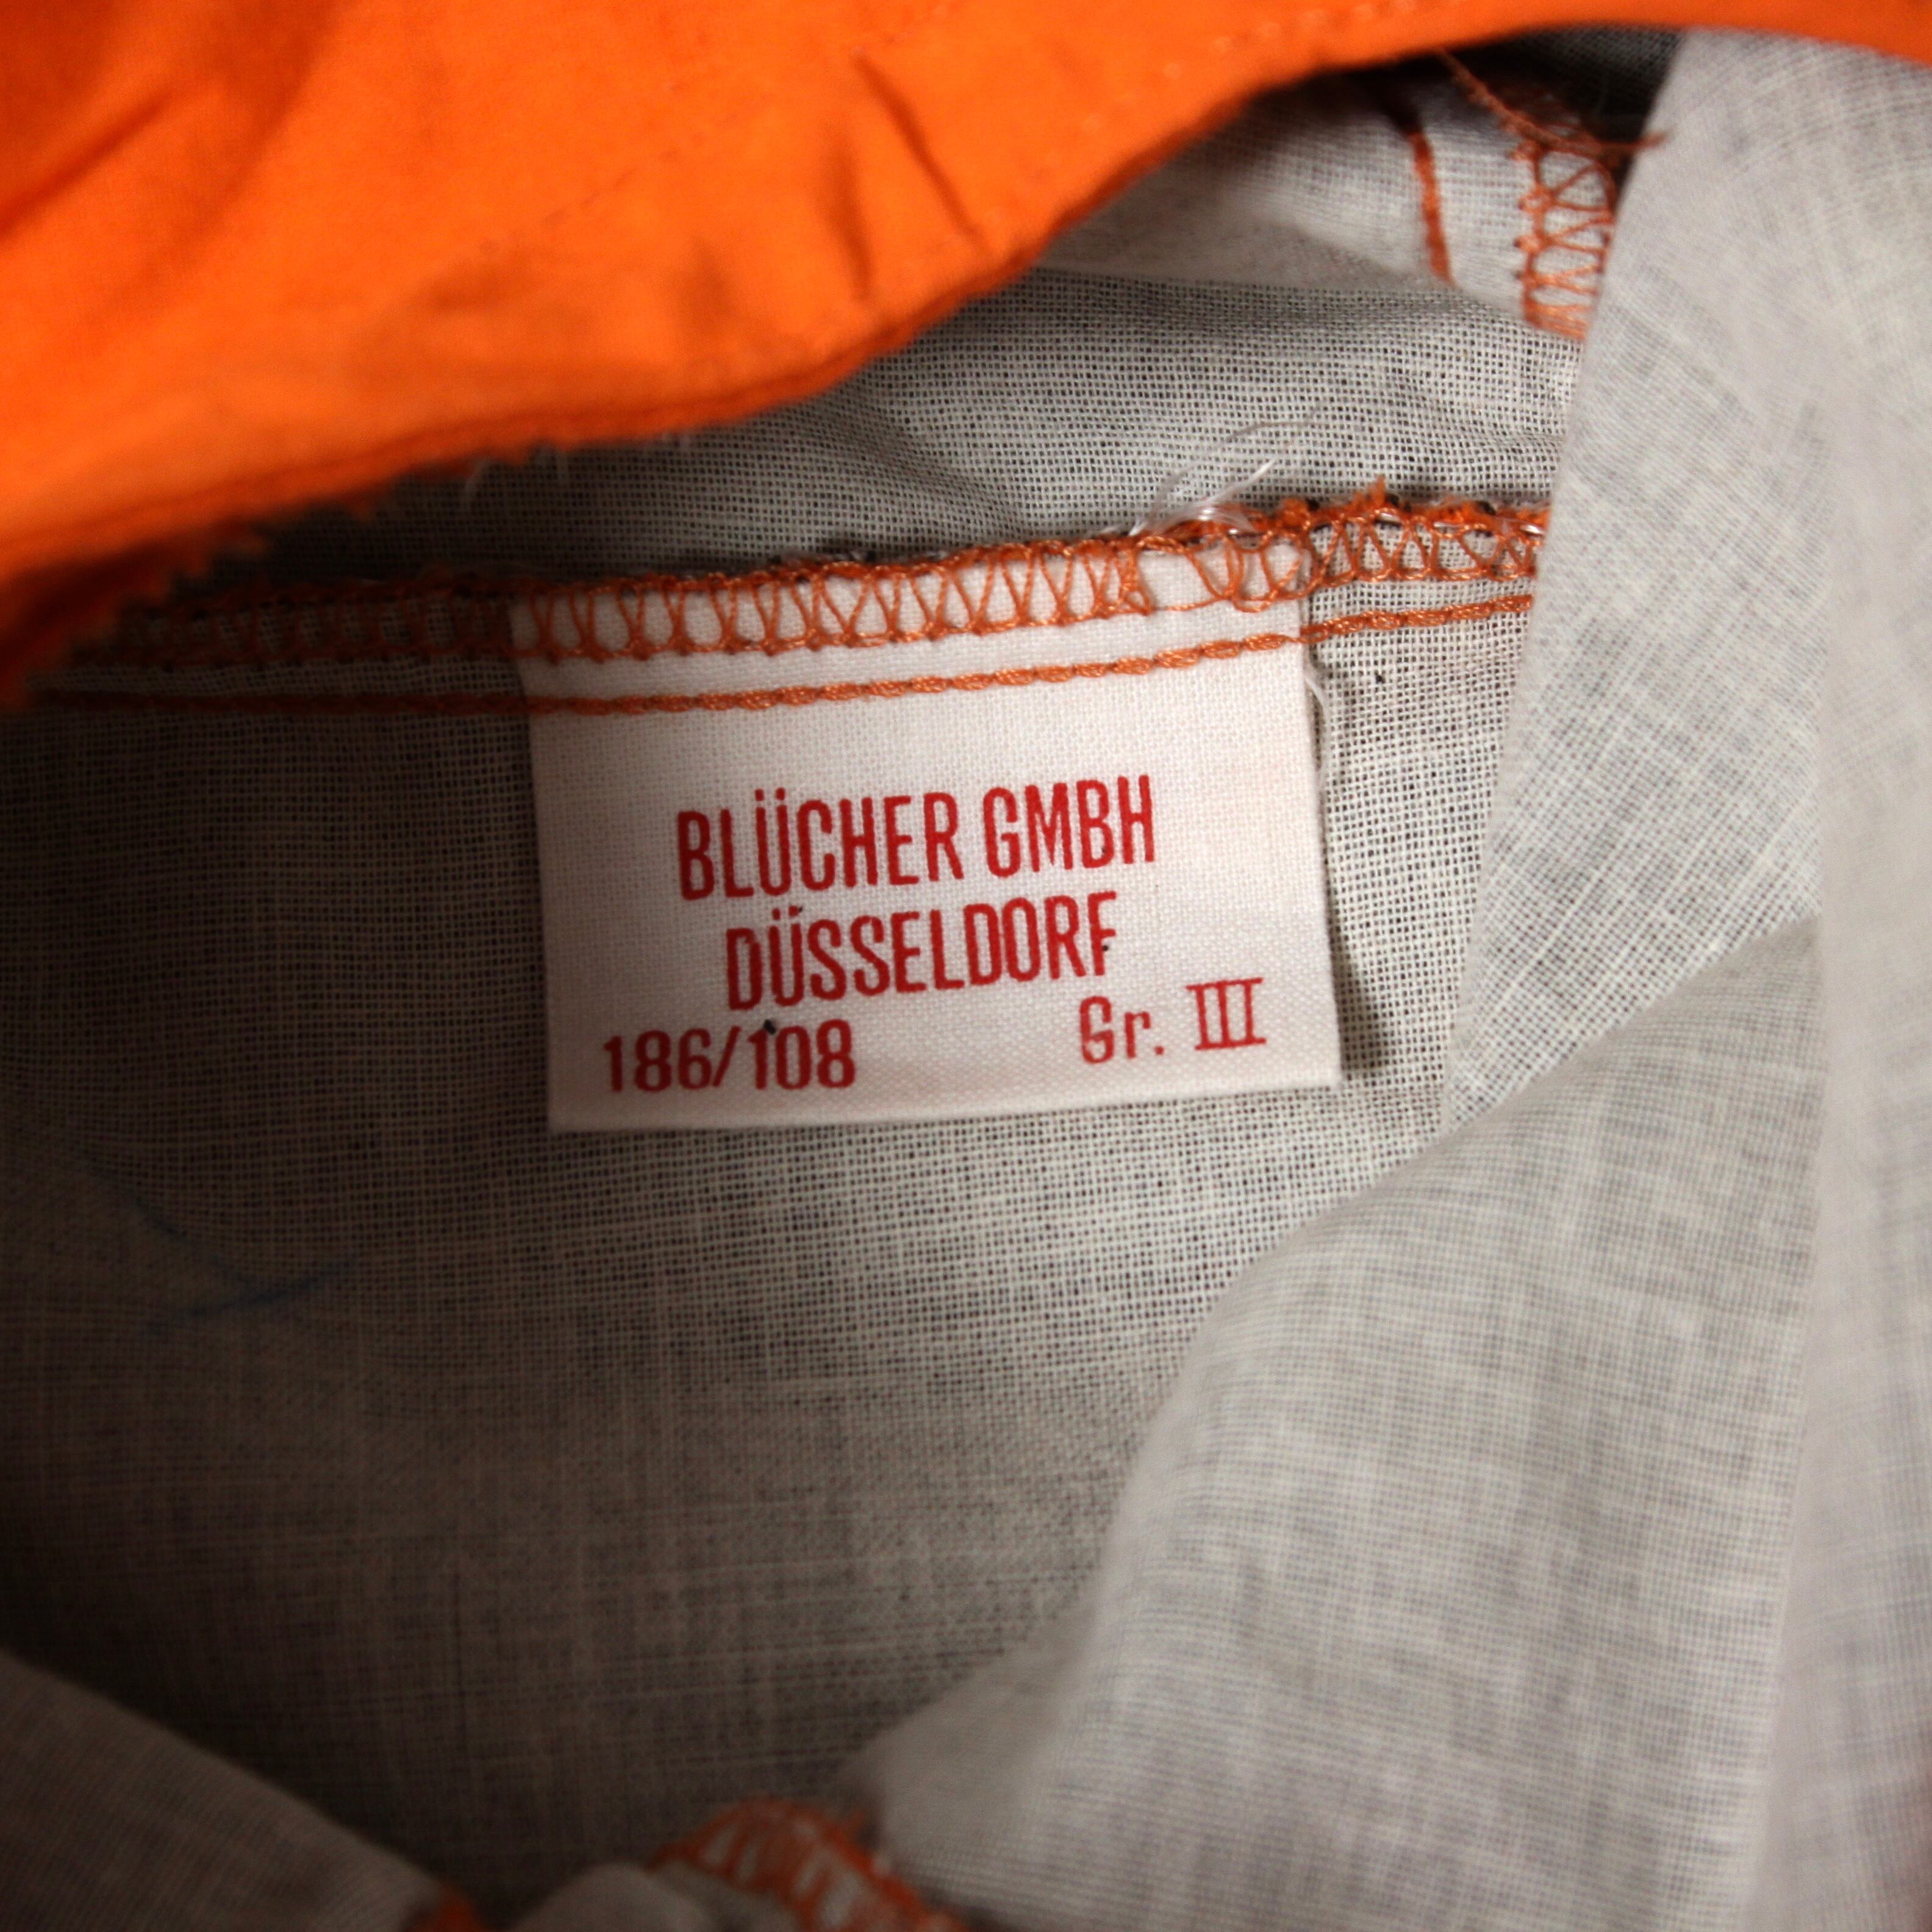 BLÜCHER GMBH
DÜSSELDORF
186/108 Gr. III